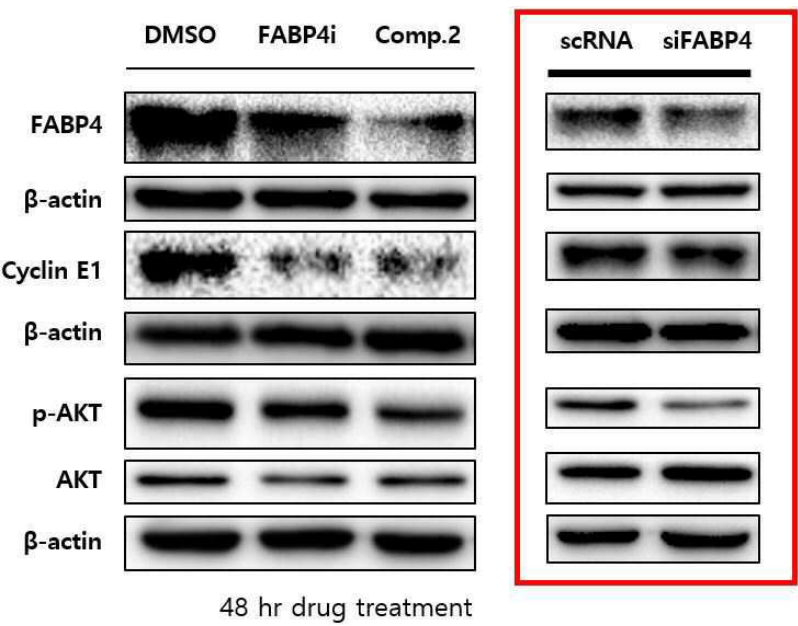 DMSO FABP4i Comp.2
scRNA siFABP4
FABP4
β-actin
Cyclin E1
β-actin
p-AKT
AKT
β-actin
48 hr drug treatment